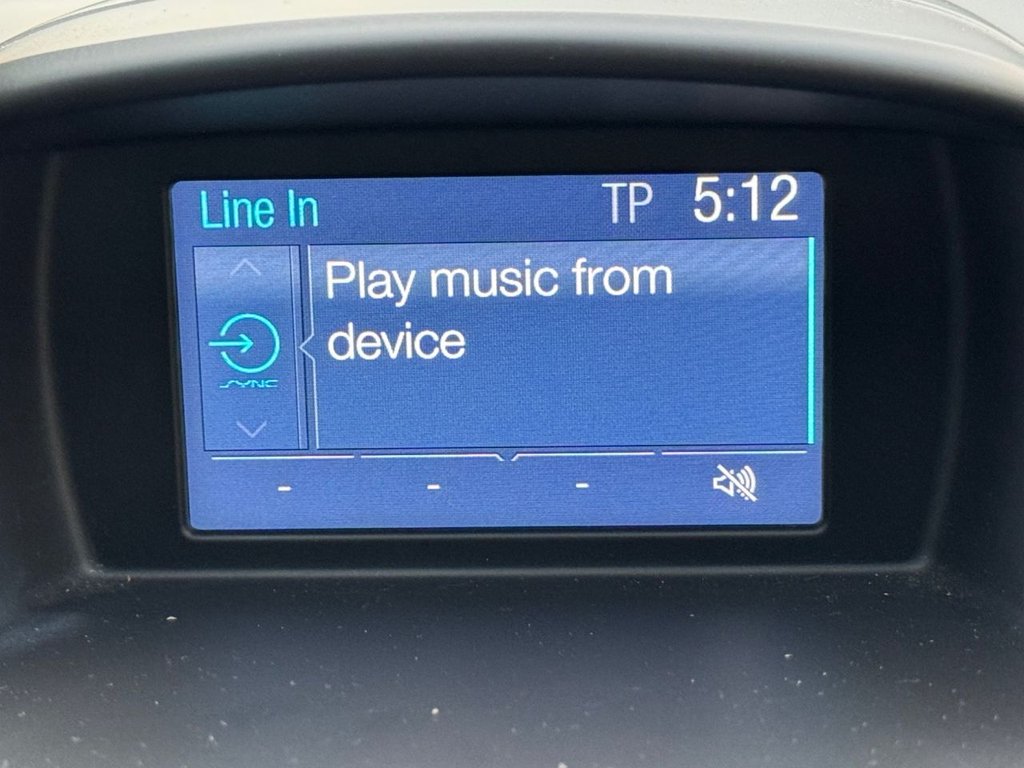 Line In TP 5:12
Play music from
device
SYNC
- - -